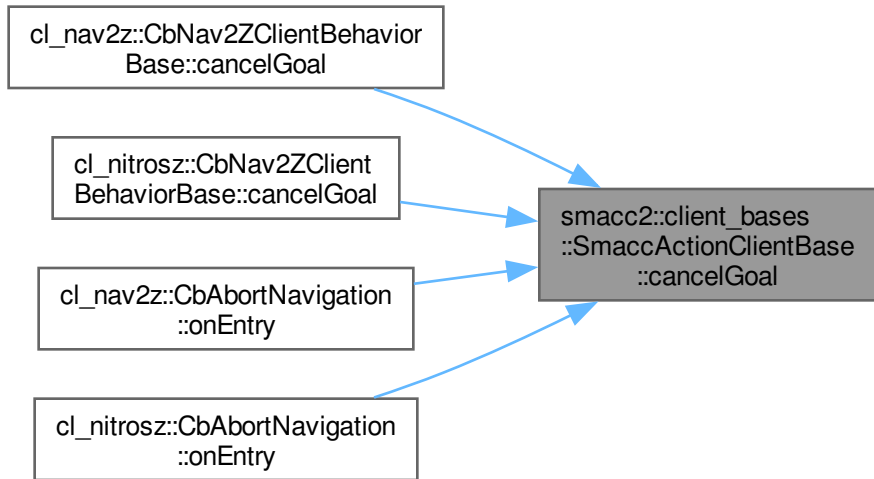 cl_nav2z::CbNav2ZClientBehavior
Base::cancelGoal
cl_nitrosz::CbNav2ZClient
BehaviorBase::cancelGoal
smacc2::client_bases
::SmaccActionClientBase
::cancelGoal
cl_nav2z::CbAbortNavigation
::onEntry
cl_nitrosz::CbAbortNavigation
::onEntry